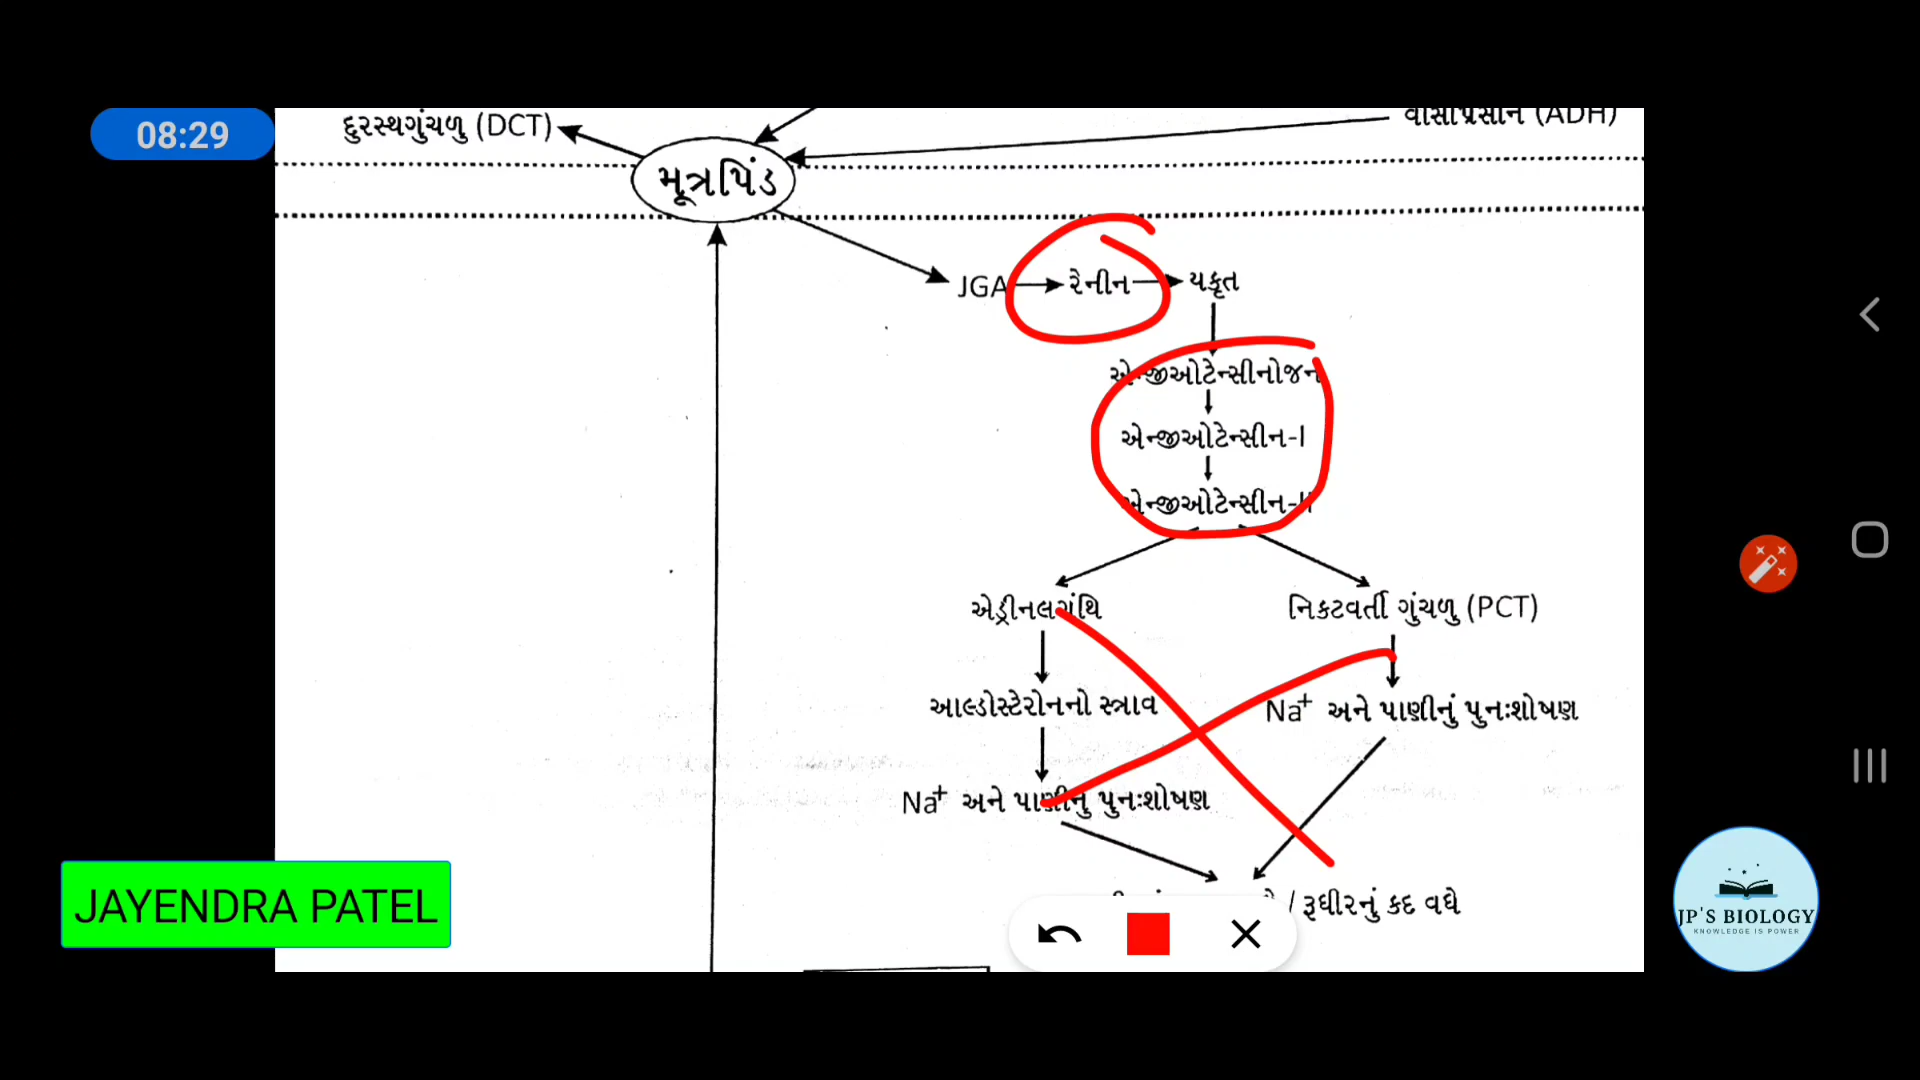 08:29
દુરસ્થગુંચળુ (DCT)
(ADH)
મૂત્રપિંડ
JGA રેનીન યકૃત
એન્જીઓટેન્સીનોજન
એન્જીઓટેન્સીન-I
એન્જીઓટેન્સીન-II
એડ્રીનલગ્રંથિ નિકટવર્તી ગુંચળુ (PCT)
આલ્ડોસ્ટેરોનનો સ્ત્રાવ Na+ અને પાણીનું પુનઃશોષણ
Na+ અને પાણીનુ પુનઃશોષણ
/ રૂધીરનું કદ વધે
JAYENDRA PATEL
JP'S BIOLOGY
KNOWLEDGE IS POWER